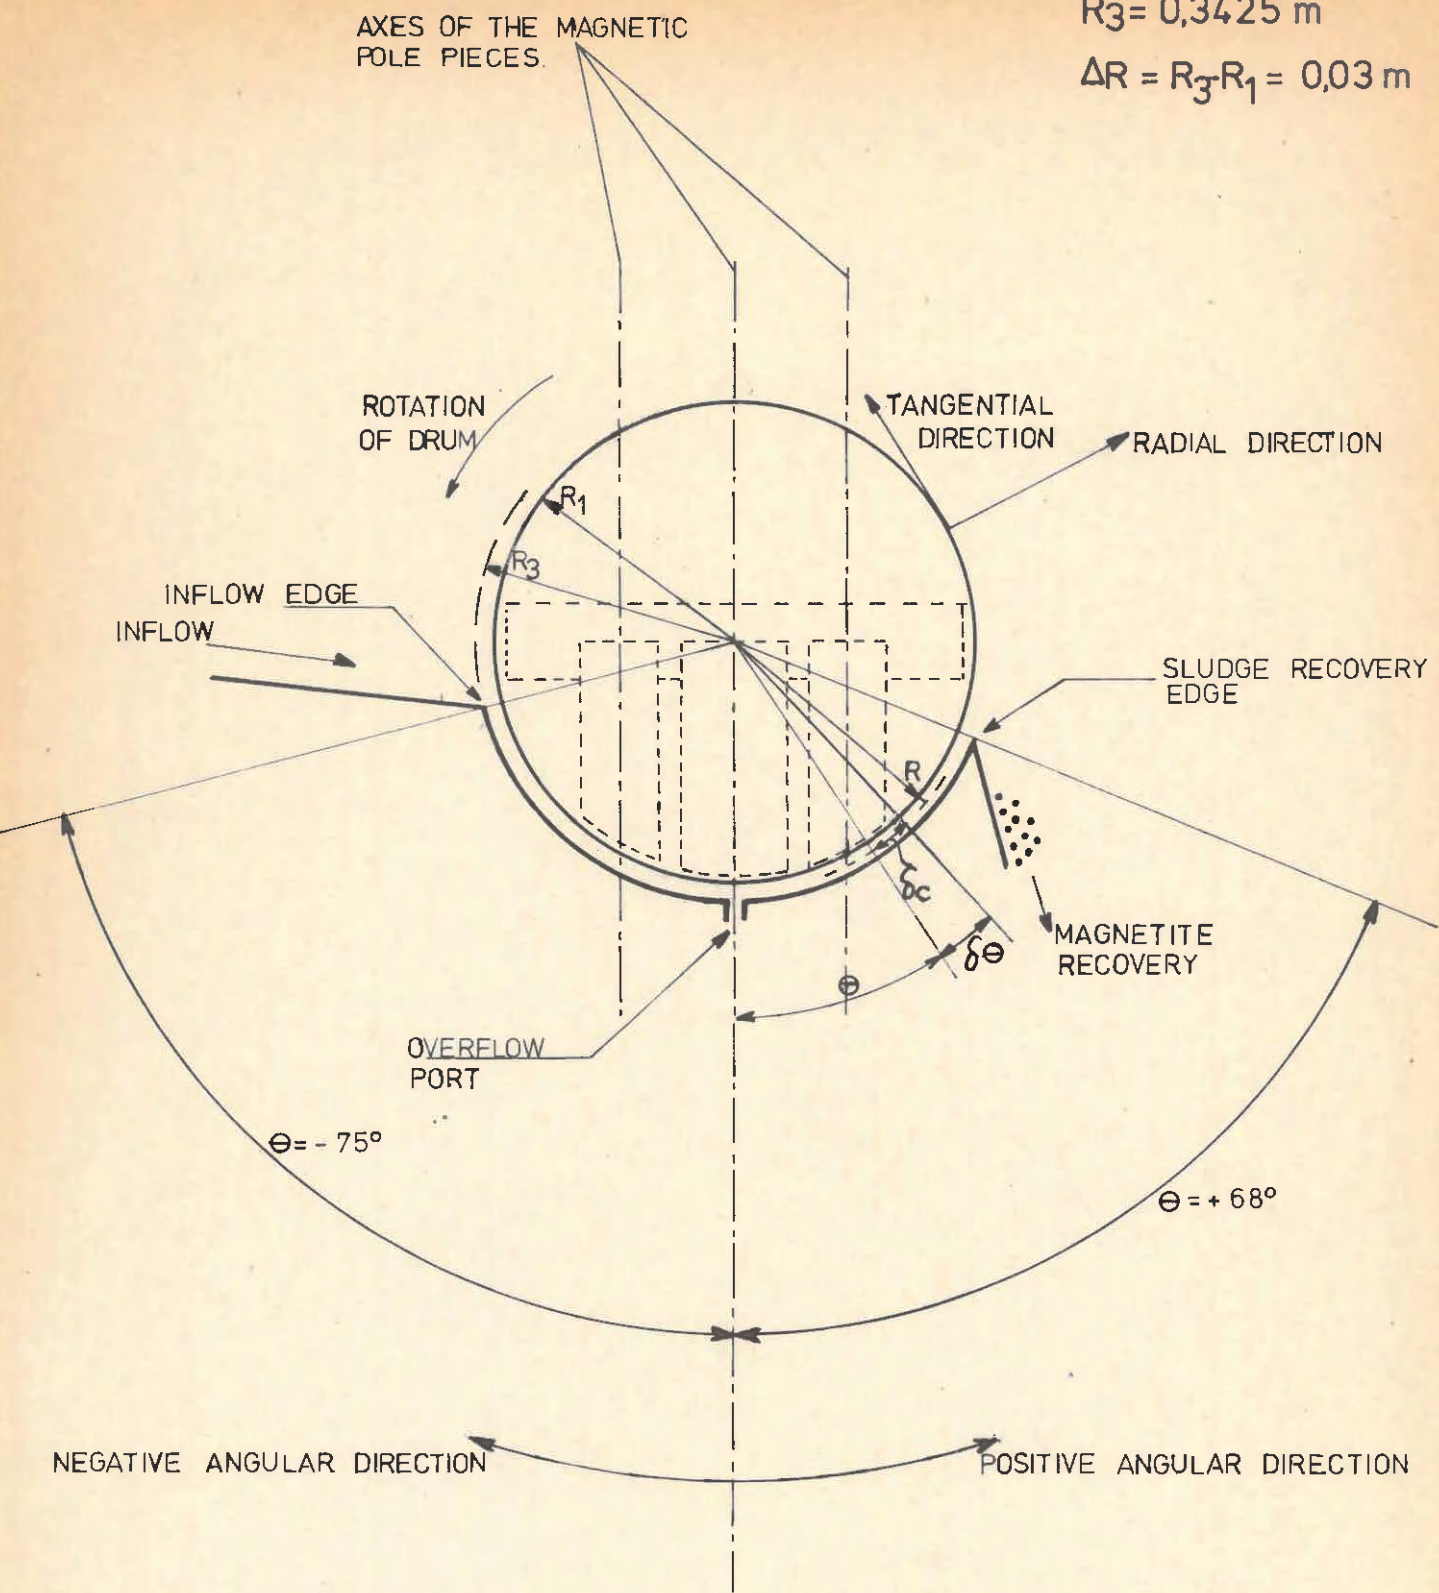 R3= 0,3425 m
ΔR = R3-R1 = 0,03 m
AXES OF THE MAGNETIC
POLE PIECES.
ROTATION
OF DRUM
TANGENTIAL
DIRECTION
RADIAL DIRECTION
R1
R3
INFLOW EDGE
INFLOW
SLUDGE RECOVERY
EDGE
R
δc
δΘ
Θ
MAGNETITE
RECOVERY
OVERFLOW
PORT
Θ= - 75º
Θ = + 68º
NEGATIVE ANGULAR DIRECTION
POSITIVE ANGULAR DIRECTION